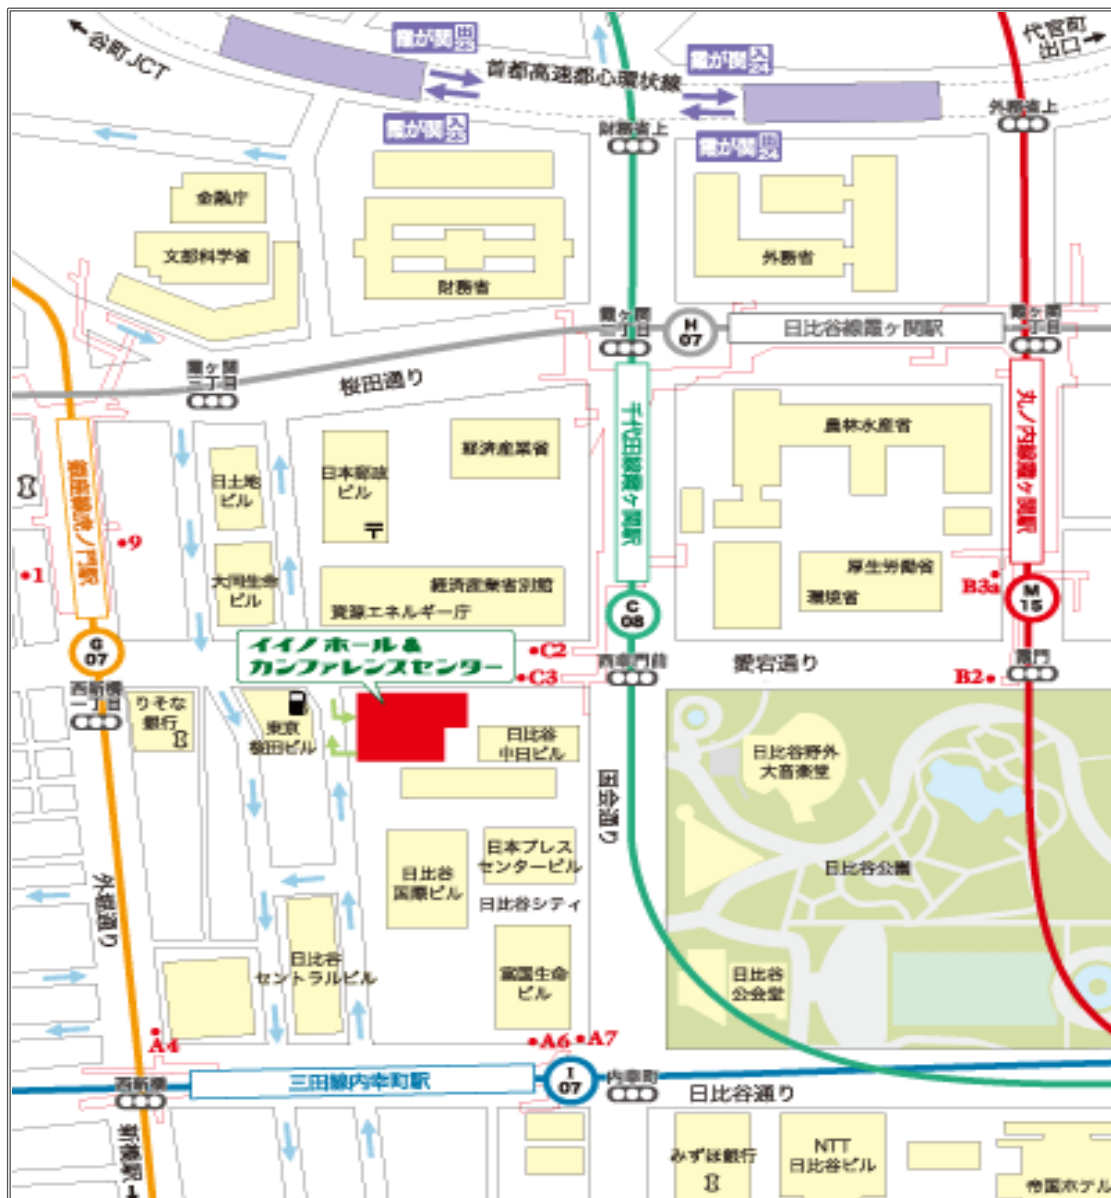 谷町JCT
霞が関
出
23
首都高速都心環状線
霞が関
入
24
代官町
出口
霞が関
入
23
財務省上
霞が関
出
24
外務省上
金融庁
文部科学省
財務省
外務省
霞ヶ関
二丁目
H
07
日比谷線霞ヶ関駅
霞ヶ関
一丁目
霞ヶ関
三丁目
桜田通り
千代田線霞ヶ関駅
丸ノ内線霞ヶ関駅
農林水産省
経済産業省
日本郵政
ビル
〒
日土地
ビル
銀座線虎ノ門駅
9
1
大同生命
ビル
経済産業省別館
資源エネルギー庁
厚生労働省
環境省
B3a
M
15
C
08
G
07
イイノホール&
カンファレンスセンター
C2
C3
西幸門前
愛宕通り
霞門
B2
西新橋
一丁目
りそな
銀行
東京
桜田ビル
日比谷
中日ビル
国会通り
日比谷野外
大音楽堂
日比谷公園
日本プレス
センタービル
日比谷
国際ビル
日比谷シティ
外堀通り
日比谷
セントラルビル
富国生命
ビル
日比谷
公会堂
A4
A6
A7
西新橋
三田線内幸町駅
I
07
内幸町
日比谷通り
新橋駅
みずほ銀行
NTT
日比谷ビル
帝国ホテル